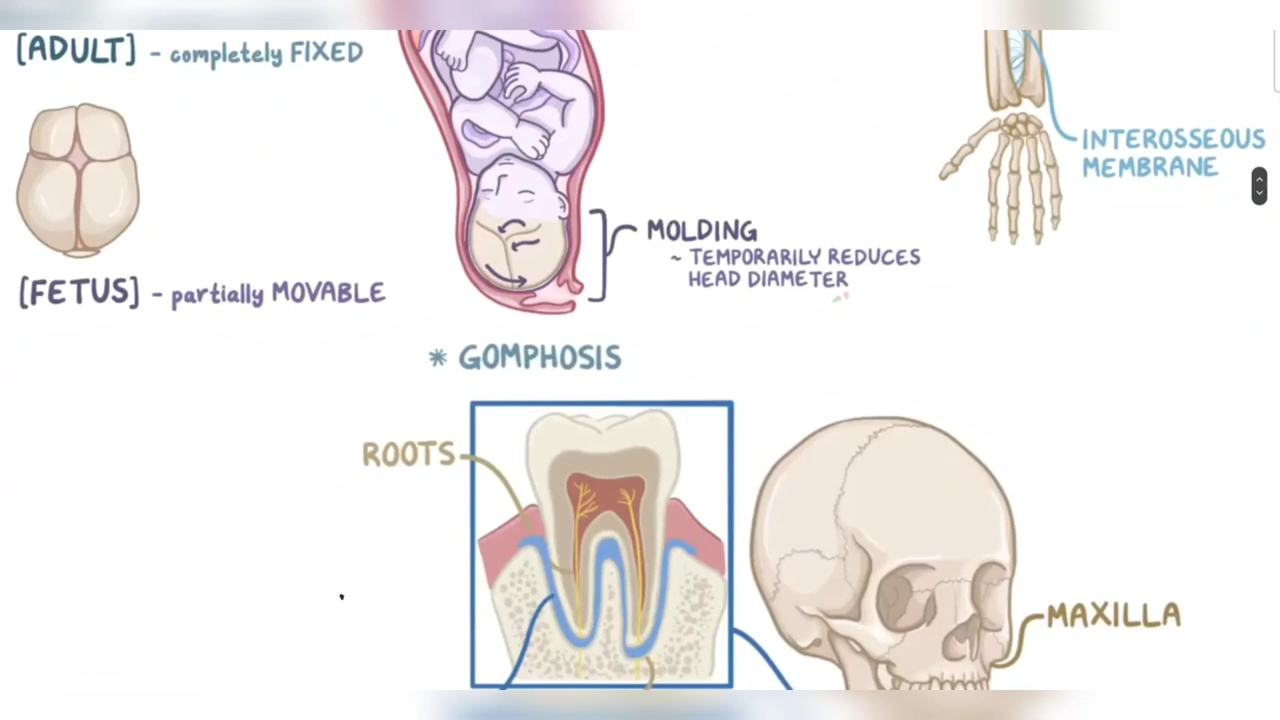 [ADULT] - completely FIXED
[FETUS] - partially MOVABLE
MOLDING
~ TEMPORARILY REDUCES
HEAD DIAMETER
INTEROSSEOUS
MEMBRANE
* GOMPHOSIS
ROOTS
MAXILLA